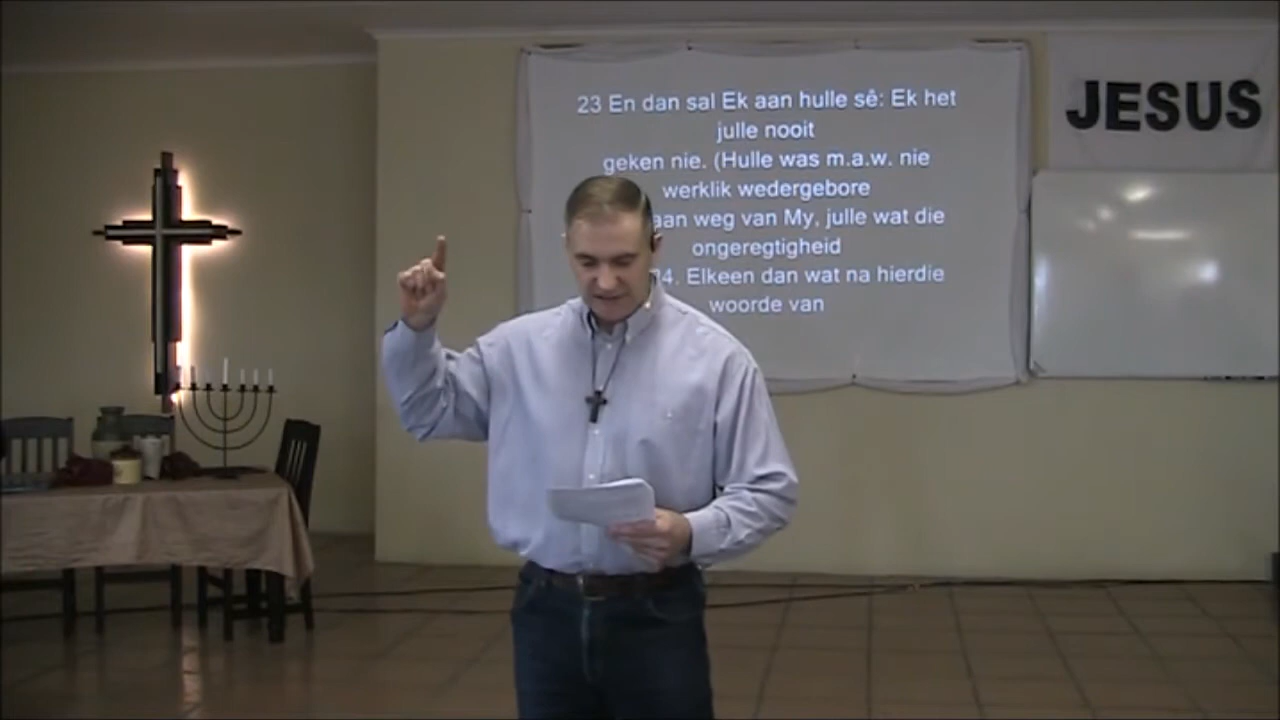 23 En dan sal Ek aan hulle sê: Ek het
julle nooit
geken nie. (Hulle was m.a.w. nie
werklik wedergebore
aan weg van My, julle wat die
ongeregtigheid
24. Elkeen dan wat na hierdie
woorde van
JESUS